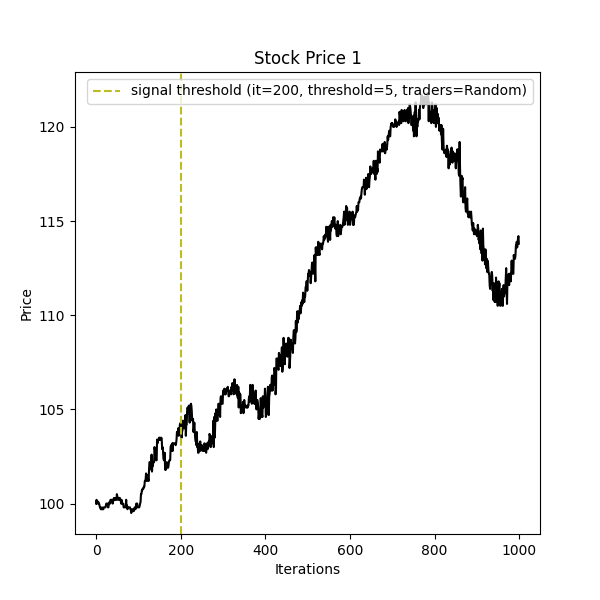 Stock Price 1
signal threshold (it=200, threshold=5, traders=Random)
120
115
110
105
100
Price
0 200 400 600 800 1000
Iterations